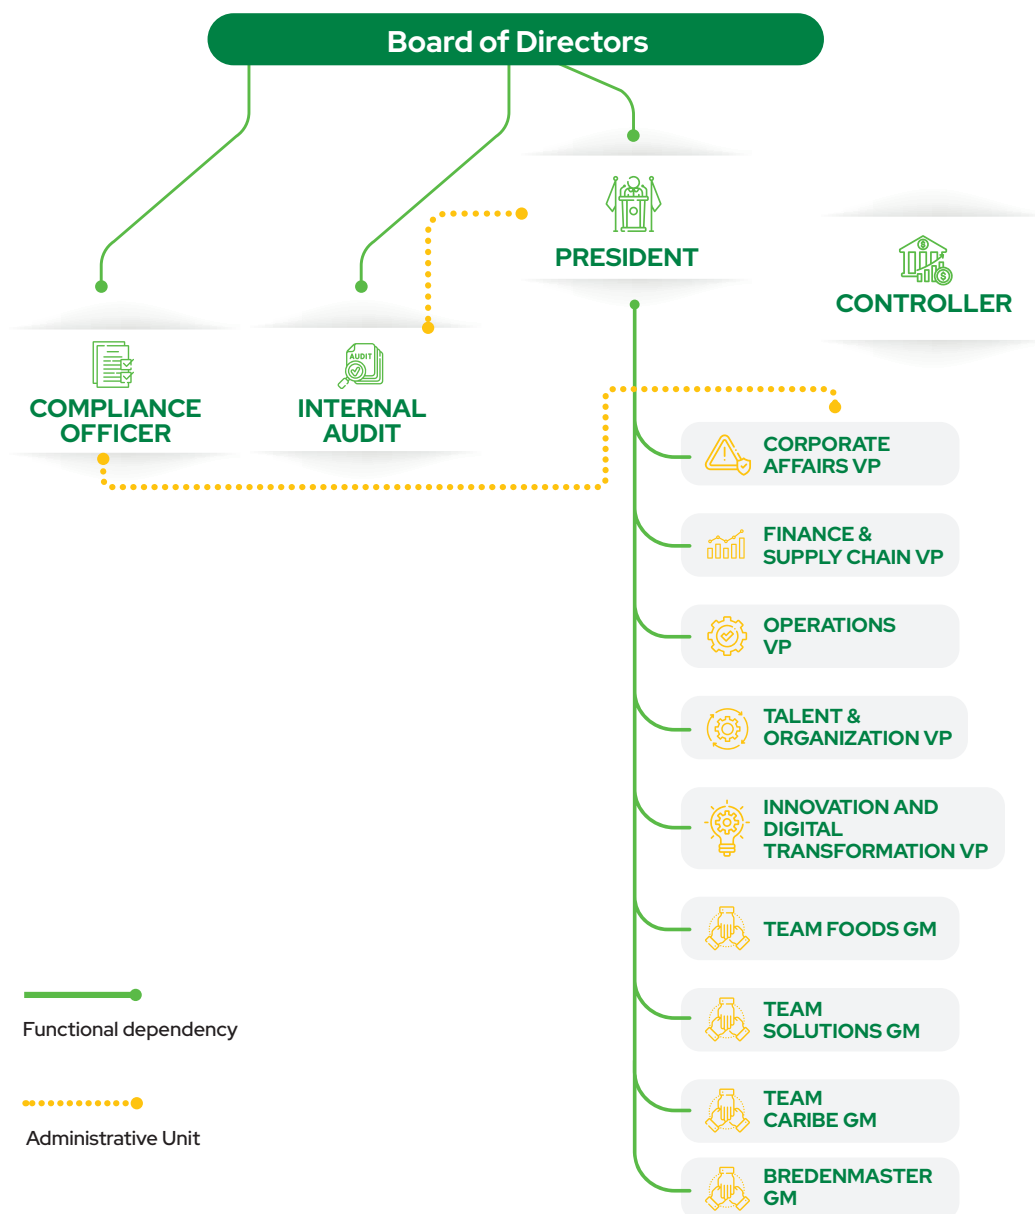 Board of Directors
PRESIDENT
CONTROLLER
AUDIT
COMPLIANCE
OFFICER
INTERNAL
AUDIT
CORPORATE
AFFAIRS VP
FINANCE &
SUPPLY CHAIN VP
OPERATIONS
VP
TALENT &
ORGANIZATION VP
INNOVATION AND
DIGITAL
TRANSFORMATION VP
TEAM FOODS GM
TEAM
SOLUTIONS GM
TEAM
CARIBE GM
BREDENMASTER
GM
Functional dependency
Administrative Unit